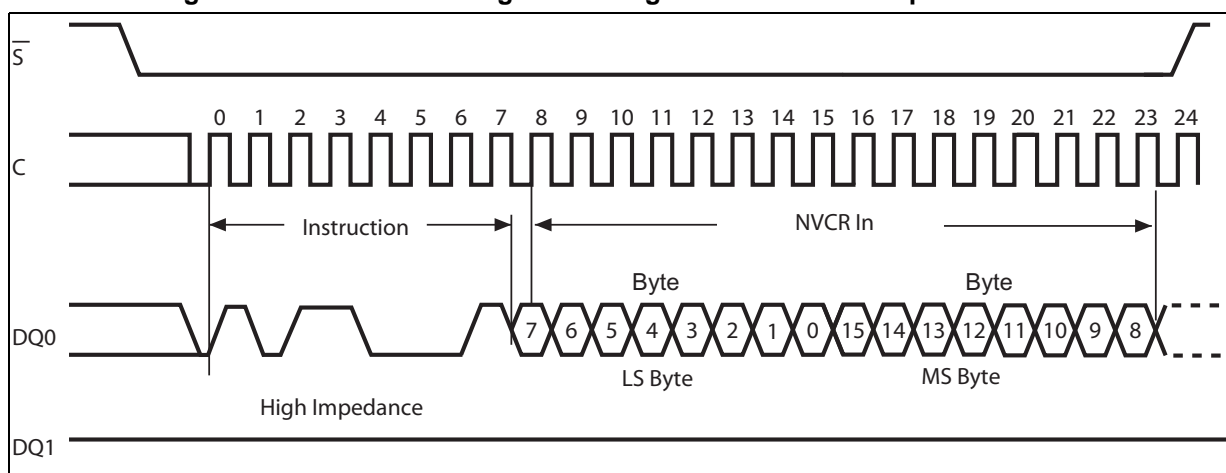 S
0 1 2 3 4 5 6 7 8 9 10 11 12 13 14 15 16 17 18 19 20 21 22 23 24
C
Instruction NVCR In
Byte Byte
DQ0 7 6 5 4 3 2 1 0 15 14 13 12 11 10 9 8
LS Byte MS Byte
High Impedance
DQ1